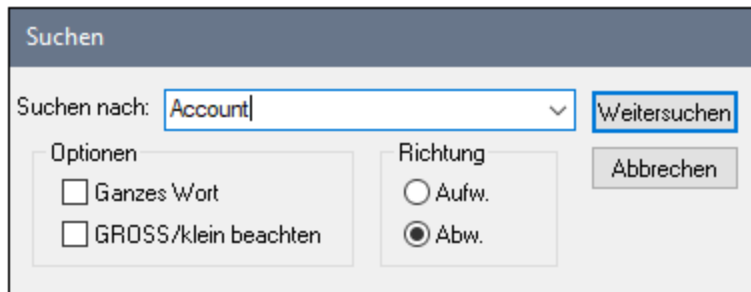 Suchen
Suchen nach: Account Weitersuchen
Optionen Richtung Abbrechen
Ganzes Wort Aufw.
GROSS/klein beachten Abw.